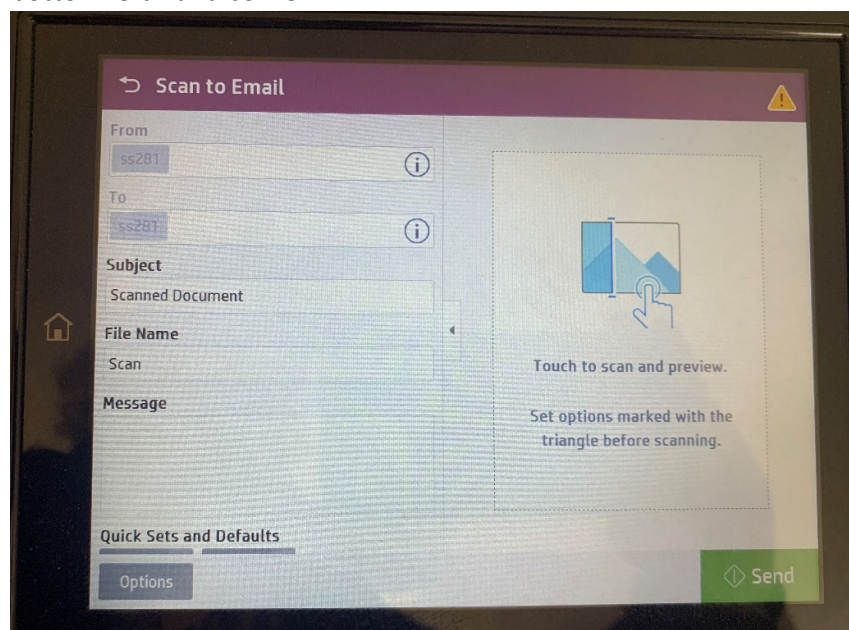 Scan to Email
From
ss281
To
ss281
Subject
Scanned Document
File Name
Scan
Message
Touch to scan and preview.
Set options marked with the
triangle before scanning.
Quick Sets and Defaults
Options
Send